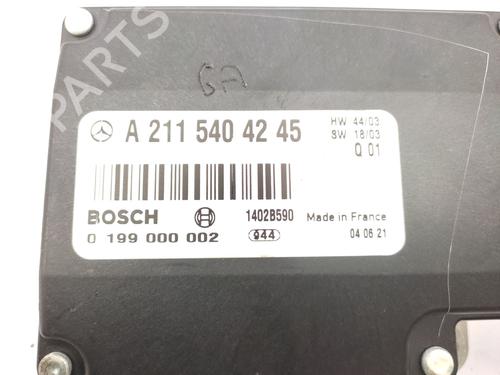 GA
A 211 540 42 45
HW 44/03
SW 18/03
Q 01
BOSCH
1402B590
Made in France
0 199 000 002
944
04 06 21